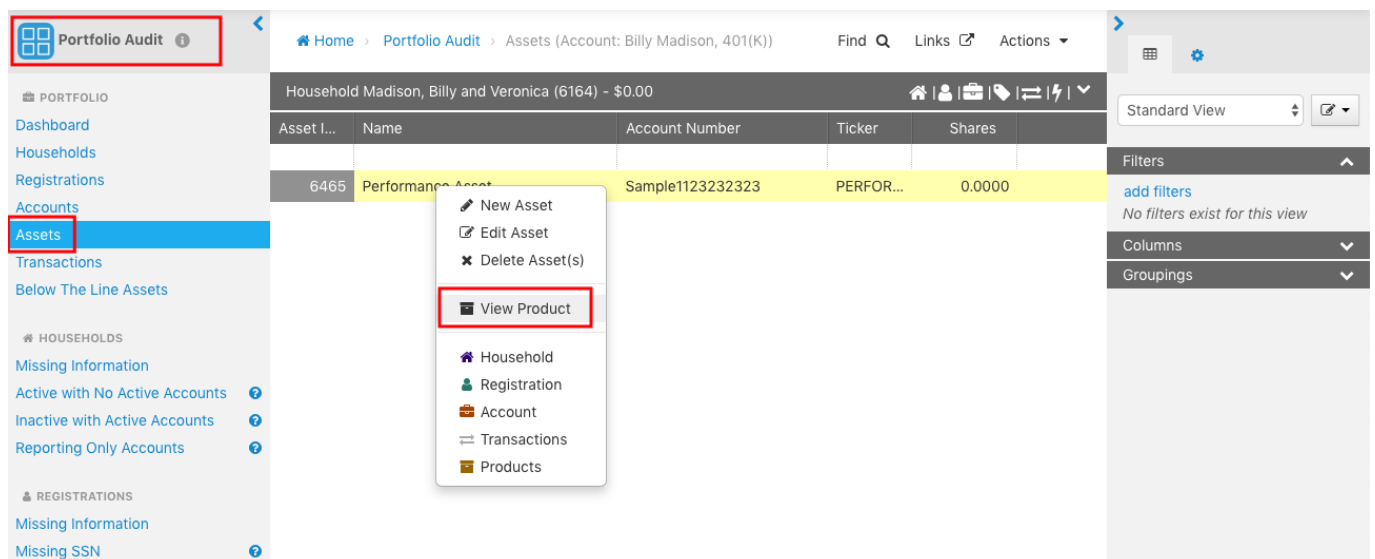 Portfolio Audit
PORTFOLIO
Dashboard
Households
Registrations
Accounts
Assets
Transactions
Below The Line Assets
HOUSEHOLDS
Missing Information
Active with No Active Accounts
Inactive with Active Accounts
Reporting Only Accounts
REGISTRATIONS
Missing Information
Missing SSN
Home › Portfolio Audit › Assets (Account: Billy Madison, 401(K)) Find Links Actions
Household Madison, Billy and Veronica (6164) - $0.00
Asset I... Name Account Number Ticker Shares
6465 Performance Asset Sample1123232323 PERFOR... 0.0000
New Asset
Edit Asset
Delete Asset(s)
View Product
Household
Registration
Account
Transactions
Products
Standard View
Filters
add filters
No filters exist for this view
Columns
Groupings